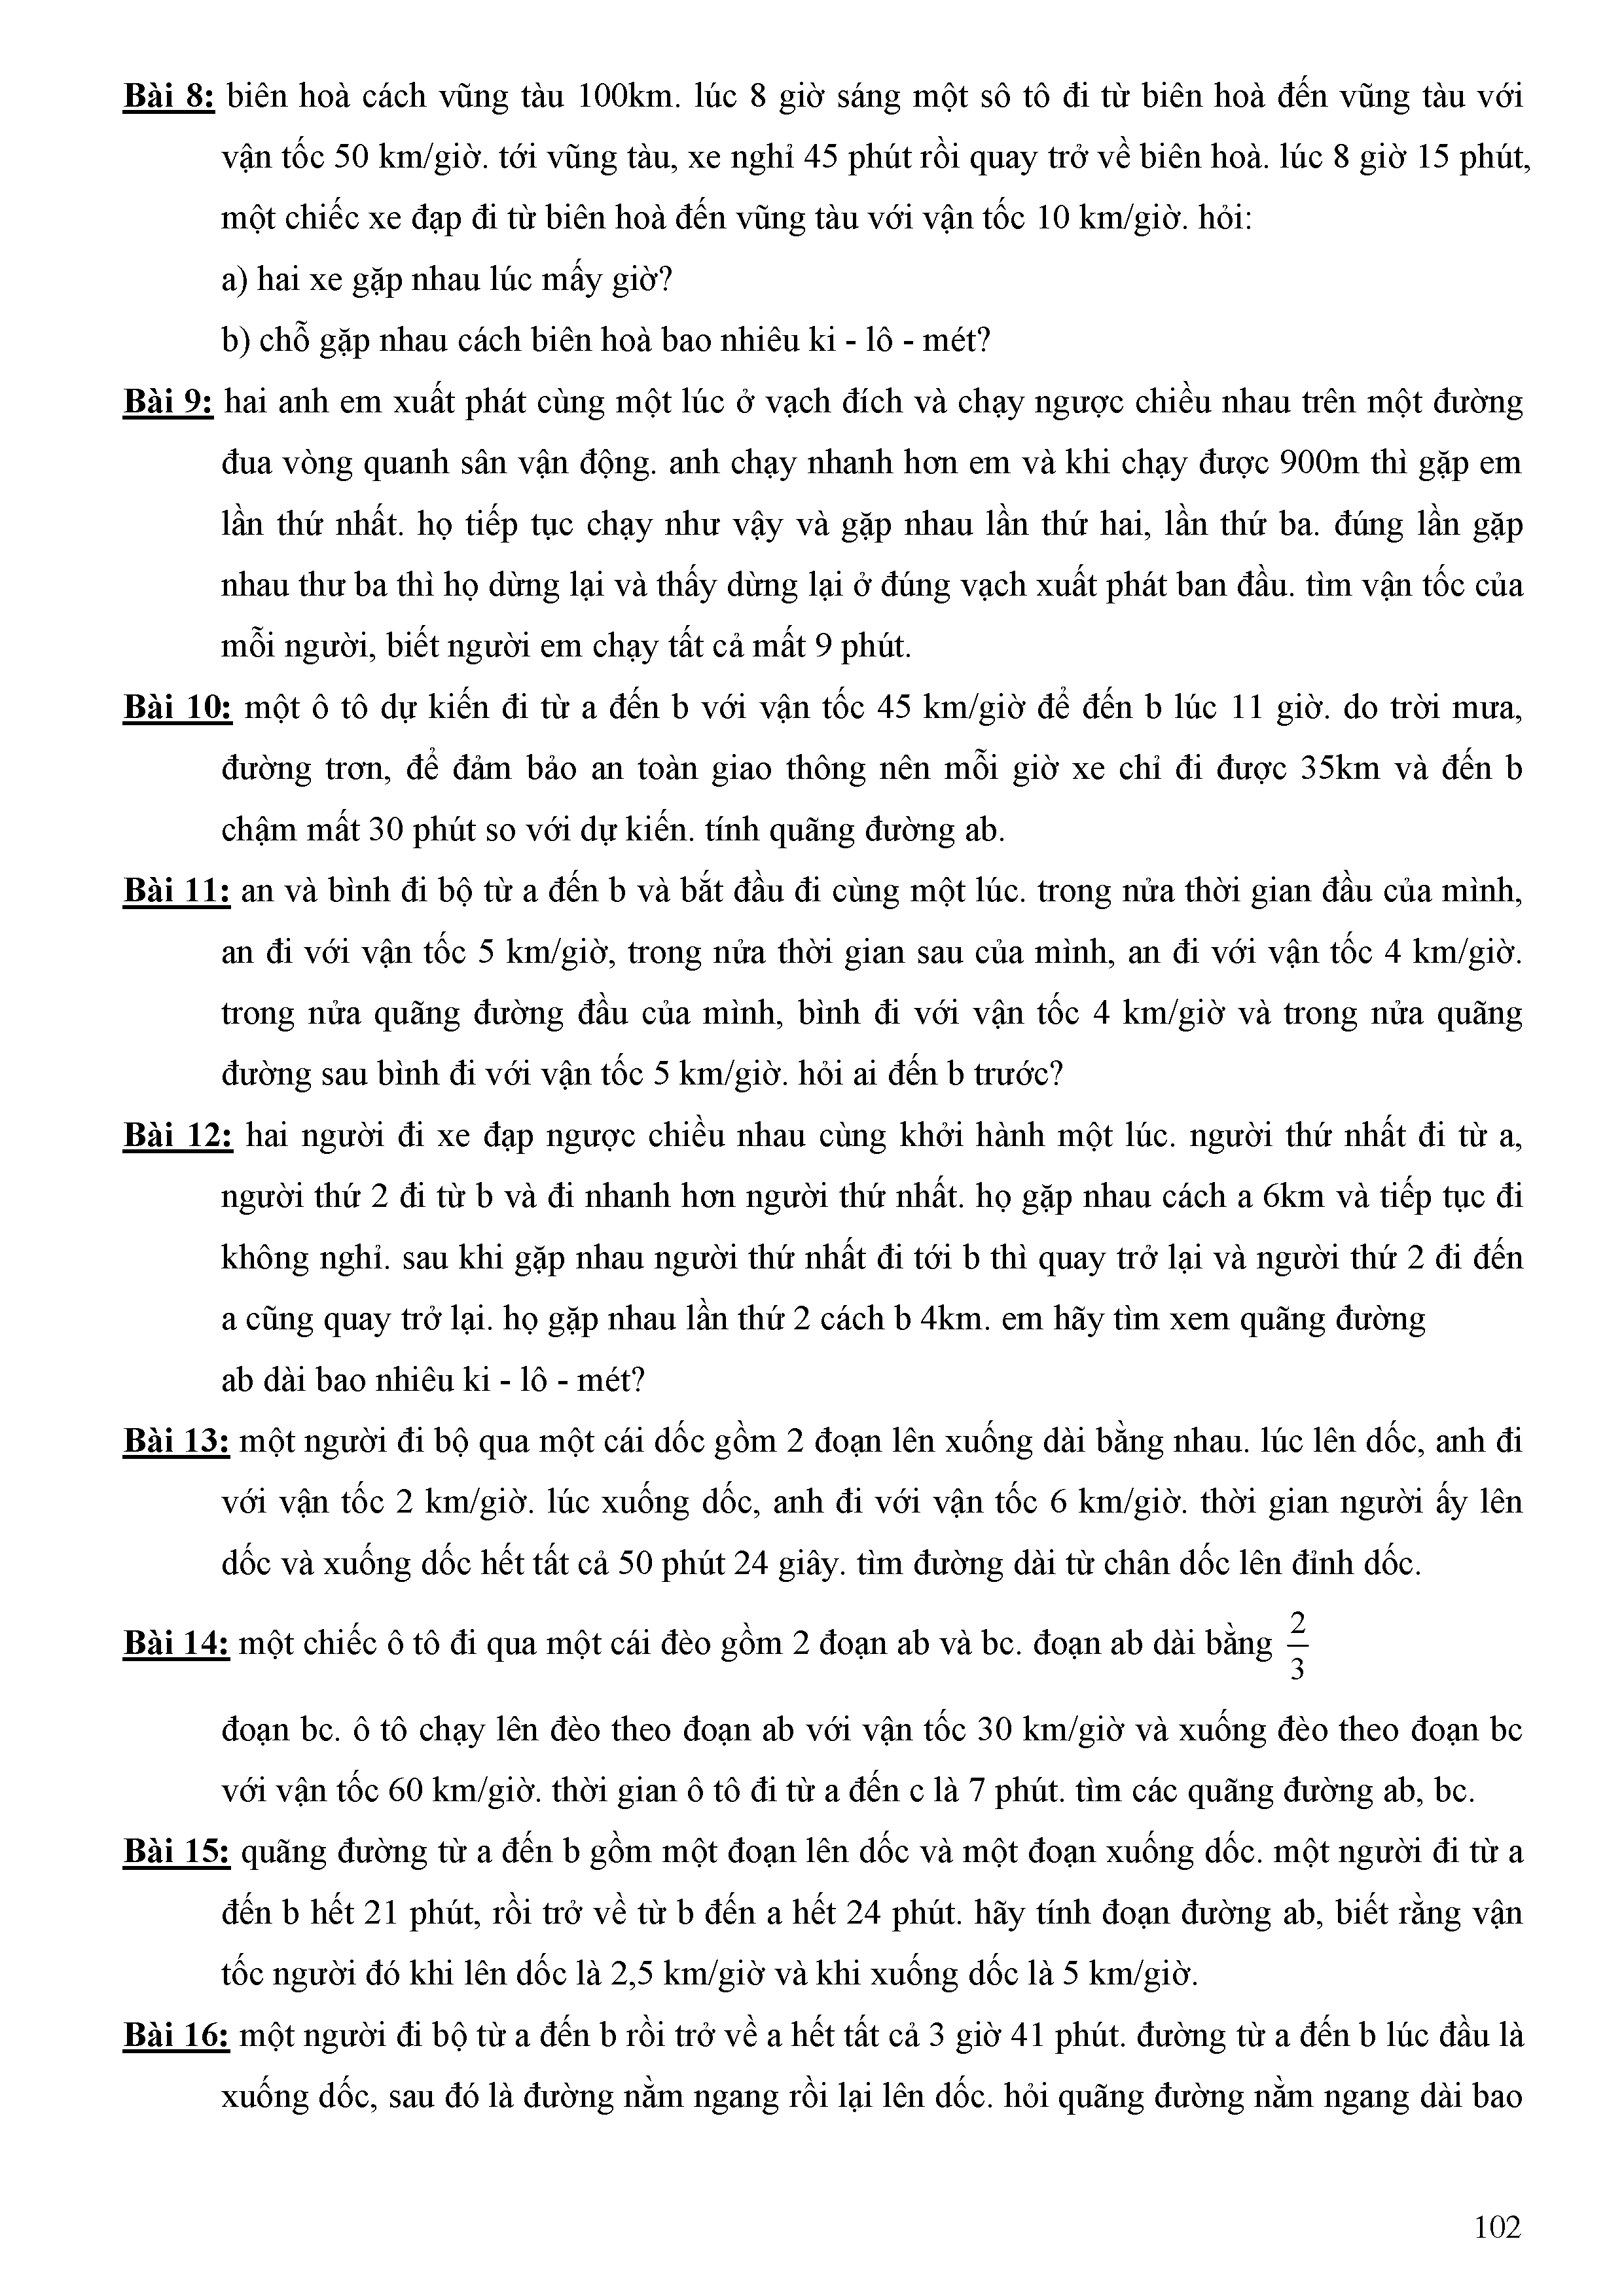 Bài 8: biên hoà cách vũng tàu 100km. lúc 8 giờ sáng một sô tô đi từ biên hoà đến vũng tàu với
vận tốc 50 km/giờ. tới vũng tàu, xe nghỉ 45 phút rồi quay trở về biên hoà. lúc 8 giờ 15 phút,
một chiếc xe đạp đi từ biên hoà đến vũng tàu với vận tốc 10 km/giờ. hỏi:
a) hai xe gặp nhau lúc mấy giờ?
b) chỗ gặp nhau cách biên hoà bao nhiêu ki - lô - mét?
Bài 9: hai anh em xuất phát cùng một lúc ở vạch đích và chạy ngược chiều nhau trên một đường
đua vòng quanh sân vận động. anh chạy nhanh hơn em và khi chạy được 900m thì gặp em
lần thứ nhất. họ tiếp tục chạy như vậy và gặp nhau lần thứ hai, lần thứ ba. đúng lần gặp
nhau thư ba thì họ dừng lại và thấy dừng lại ở đúng vạch xuất phát ban đầu. tìm vận tốc của
mỗi người, biết người em chạy tất cả mất 9 phút.
Bài 10: một ô tô dự kiến đi từ a đến b với vận tốc 45 km/giờ để đến b lúc 11 giờ. do trời mưa,
đường trơn, để đảm bảo an toàn giao thông nên mỗi giờ xe chỉ đi được 35km và đến b
chậm mất 30 phút so với dự kiến. tính quãng đường ab.
Bài 11: an và bình đi bộ từ a đến b và bắt đầu đi cùng một lúc. trong nửa thời gian đầu của mình,
an đi với vận tốc 5 km/giờ, trong nửa thời gian sau của mình, an đi với vận tốc 4 km/giờ.
trong nửa quãng đường đầu của mình, bình đi với vận tốc 4 km/giờ và trong nửa quãng
đường sau bình đi với vận tốc 5 km/giờ. hỏi ai đến b trước?
Bài 12: hai người đi xe đạp ngược chiều nhau cùng khởi hành một lúc. người thứ nhất đi từ a,
người thứ 2 đi từ b và đi nhanh hơn người thứ nhất. họ gặp nhau cách a 6km và tiếp tục đi
không nghỉ. sau khi gặp nhau người thứ nhất đi tới b thì quay trở lại và người thứ 2 đi đến
a cũng quay trở lại. họ gặp nhau lần thứ 2 cách b 4km. em hãy tìm xem quãng đường
ab dài bao nhiêu ki - lô - mét?
Bài 13: một người đi bộ qua một cái dốc gồm 2 đoạn lên xuống dài bằng nhau. lúc lên dốc, anh đi
với vận tốc 2 km/giờ. lúc xuống dốc, anh đi với vận tốc 6 km/giờ. thời gian người ấy lên
dốc và xuống dốc hết tất cả 50 phút 24 giây. tìm đường dài từ chân dốc lên đỉnh dốc.
Bài 14: một chiếc ô tô đi qua một cái đèo gồm 2 đoạn ab và bc. đoạn ab dài bằng 2/3
đoạn bc. ô tô chạy lên đèo theo đoạn ab với vận tốc 30 km/giờ và xuống đèo theo đoạn bc
với vận tốc 60 km/giờ. thời gian ô tô đi từ a đến c là 7 phút. tìm các quãng đường ab, bc.
Bài 15: quãng đường từ a đến b gồm một đoạn lên dốc và một đoạn xuống dốc. một người đi từ a
đến b hết 21 phút, rồi trở về từ b đến a hết 24 phút. hãy tính đoạn đường ab, biết rằng vận
tốc người đó khi lên dốc là 2,5 km/giờ và khi xuống dốc là 5 km/giờ.
Bài 16: một người đi bộ từ a đến b rồi trở về a hết tất cả 3 giờ 41 phút. đường từ a đến b lúc đầu là
xuống dốc, sau đó là đường nằm ngang rồi lại lên dốc. hỏi quãng đường nằm ngang dài bao
102